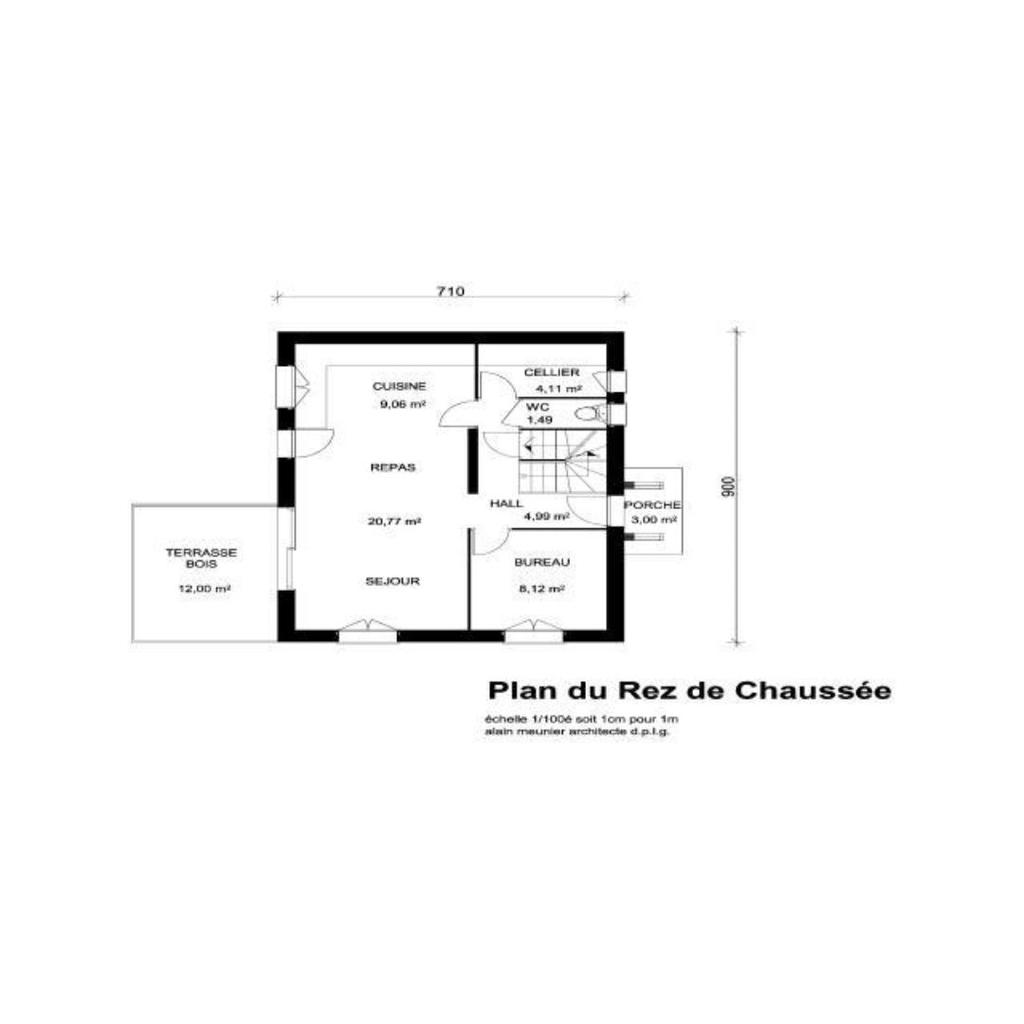 710
CELLIER
4,11 m²
CUISINE
9,06 m²
WC
1,49
REPAS
900
HALL
4,99 m²
PORCHE
3,00 m²
20,77 m²
TERRASSE
BOIS
12,00 m²
BUREAU
8,12 m²
SEJOUR
Plan du Rez de Chaussée
échelle 1/100é soit 1cm pour 1m
alain meunier architecte d.p.l.g.